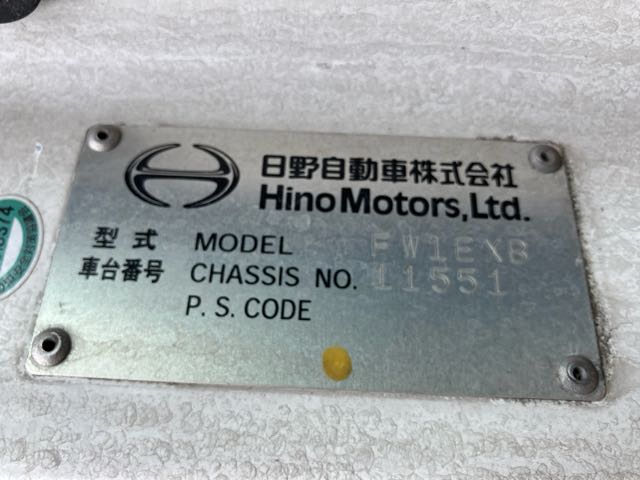 日野自動車株式会社
Hino Motors, Ltd.
型式 MODEL FW1EXB
車台番号 CHASSIS NO. 11551
P. S. CODE